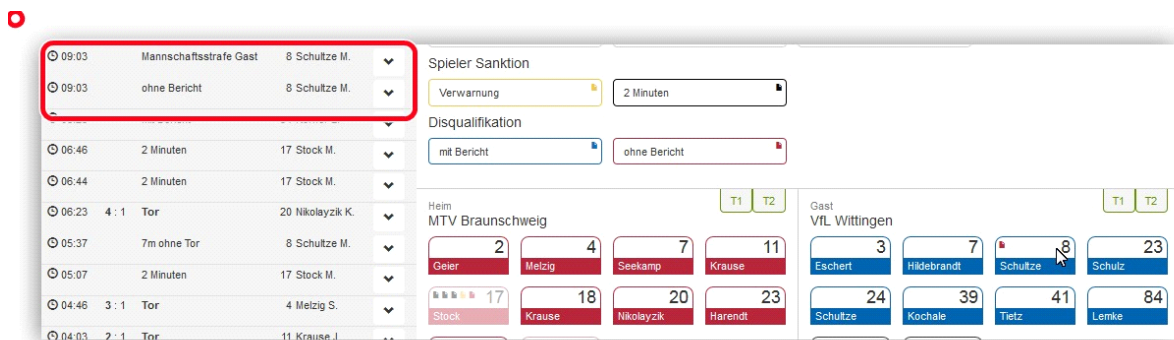 09:03 Mannschaftsstrafe Gast 8 Schultze M.
09:03 ohne Bericht 8 Schultze M.
06:46 2 Minuten 17 Stock M.
06:44 2 Minuten 17 Stock M.
06:23 4 : 1 Tor 20 Nikolayzik K.
05:37 7m ohne Tor 8 Schultze M.
05:07 2 Minuten 17 Stock M.
04:46 3 : 1 Tor 4 Melzig S.
04:03 2 : 1 Tor 11 Krause J.
Spieler Sanktion
Verwarnung 2 Minuten
Disqualifikation
mit Bericht ohne Bericht
Heim
MTV Braunschweig
T1 T2
2 4 7 11
Geier Melzig Seekamp Krause
17 18 20 23
Stock Krause Nikolayzik Harendt
Gast
VfL Wittingen
T1 T2
3 7 8 23
Eschert Hildebrandt Schultze Schulz
24 39 41 84
Schultze Kochale Tietz Lemke